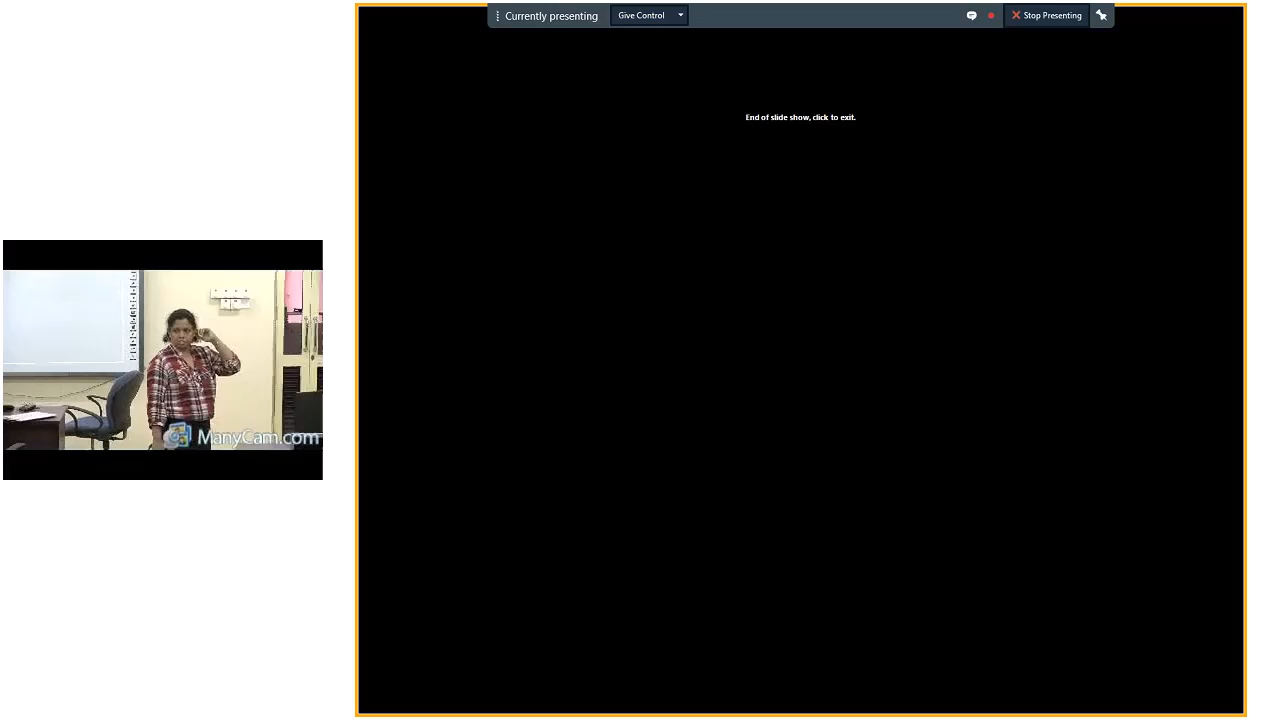 Currently presenting
Give Control
Stop Presenting
End of slide show, click to exit.
ManyCam.com